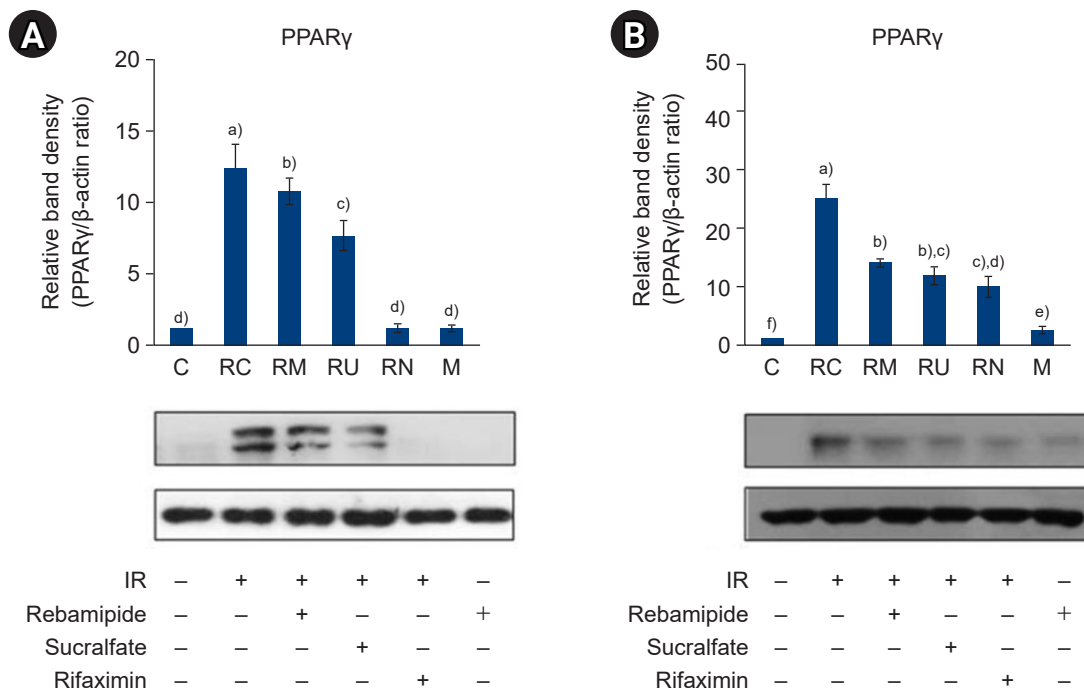 A
PPARγ
Relative band density
(PPARγ/β-actin ratio)
20
15
10
5
0
d)
a)
b)
c)
d)
d)
C RC RM RU RN M
IR – + + + + –
Rebamipide – – + – – +
Sucralfate – – – + – –
Rifaximin – – – – + –
B
PPARγ
Relative band density
(PPARγ/β-actin ratio)
50
40
30
20
10
0
f)
a)
b)
b),c)
c),d)
e)
C RC RM RU RN M
IR – + + + + –
Rebamipide – – + – – +
Sucralfate – – – + – –
Rifaximin – – – – + –